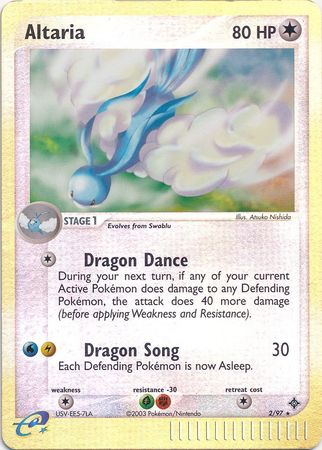 Altaria 80 HP
Illus. Atsuko Nishida
STAGE 1
Evolves from Swablu
Dragon Dance
During your next turn, if any of your current
Active Pokémon does damage to any Defending
Pokémon, the attack does 40 more damage
(before applying Weakness and Resistance).
Dragon Song 30
Each Defending Pokémon is now Asleep.
weakness resistance -30 retreat cost
e
USV-EE5-7LA ©2003 Pokémon/Nintendo 2/97 ★